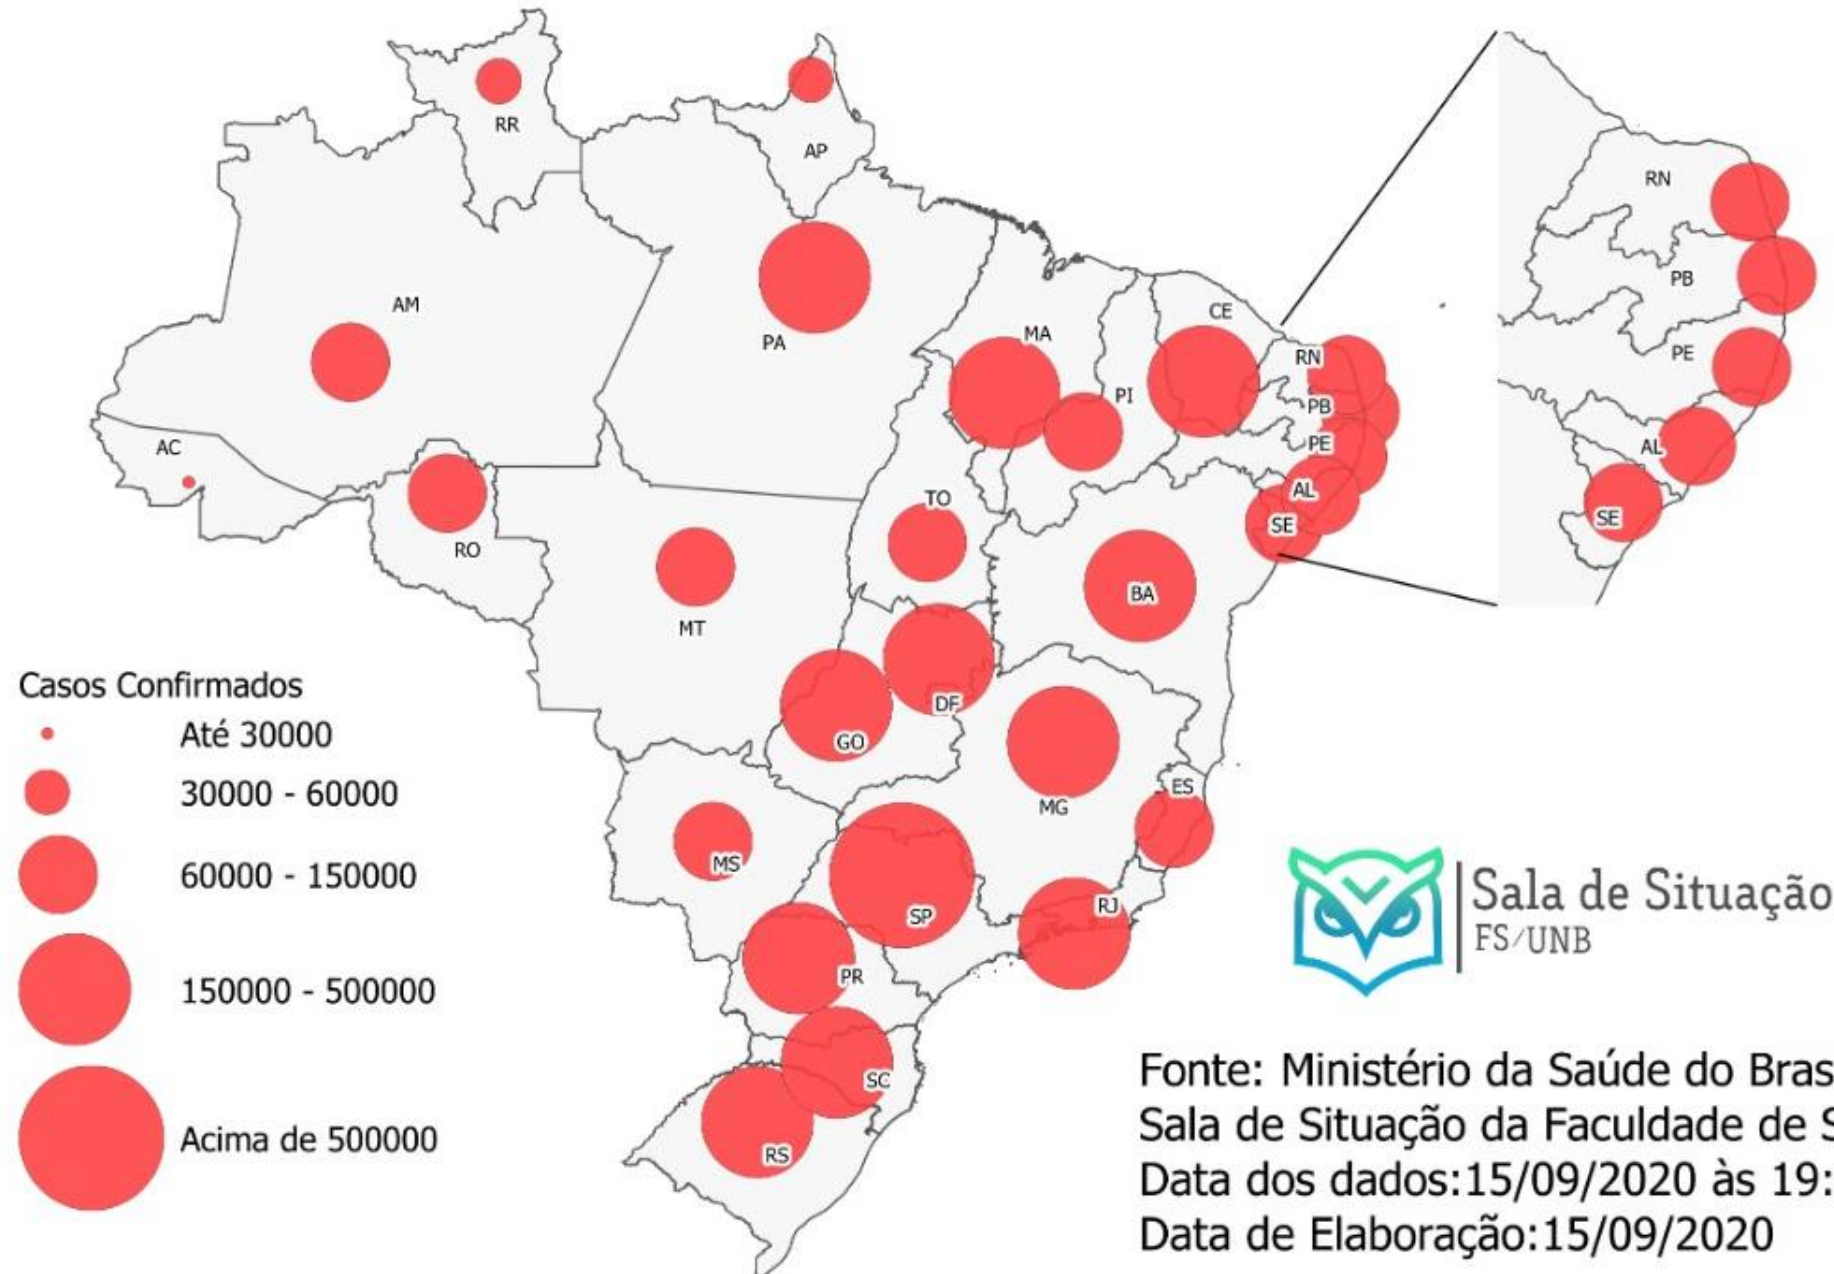 RR
AP
AM
PA
AC
RO
MT
TO
MA
PI
CE
RN
PB
PE
AL
SE
BA
DF
GO
MG
ES
MS
SP
RJ
PR
SC
RS
RN
PB
PE
AL
SE
Casos Confirmados
Até 30000
30000 - 60000
60000 - 150000
150000 - 500000
Acima de 500000
Sala de Situação
FS/UNB
Fonte: Ministério da Saúde do Bras
Sala de Situação da Faculdade de S
Data dos dados:15/09/2020 às 19:
Data de Elaboração:15/09/2020